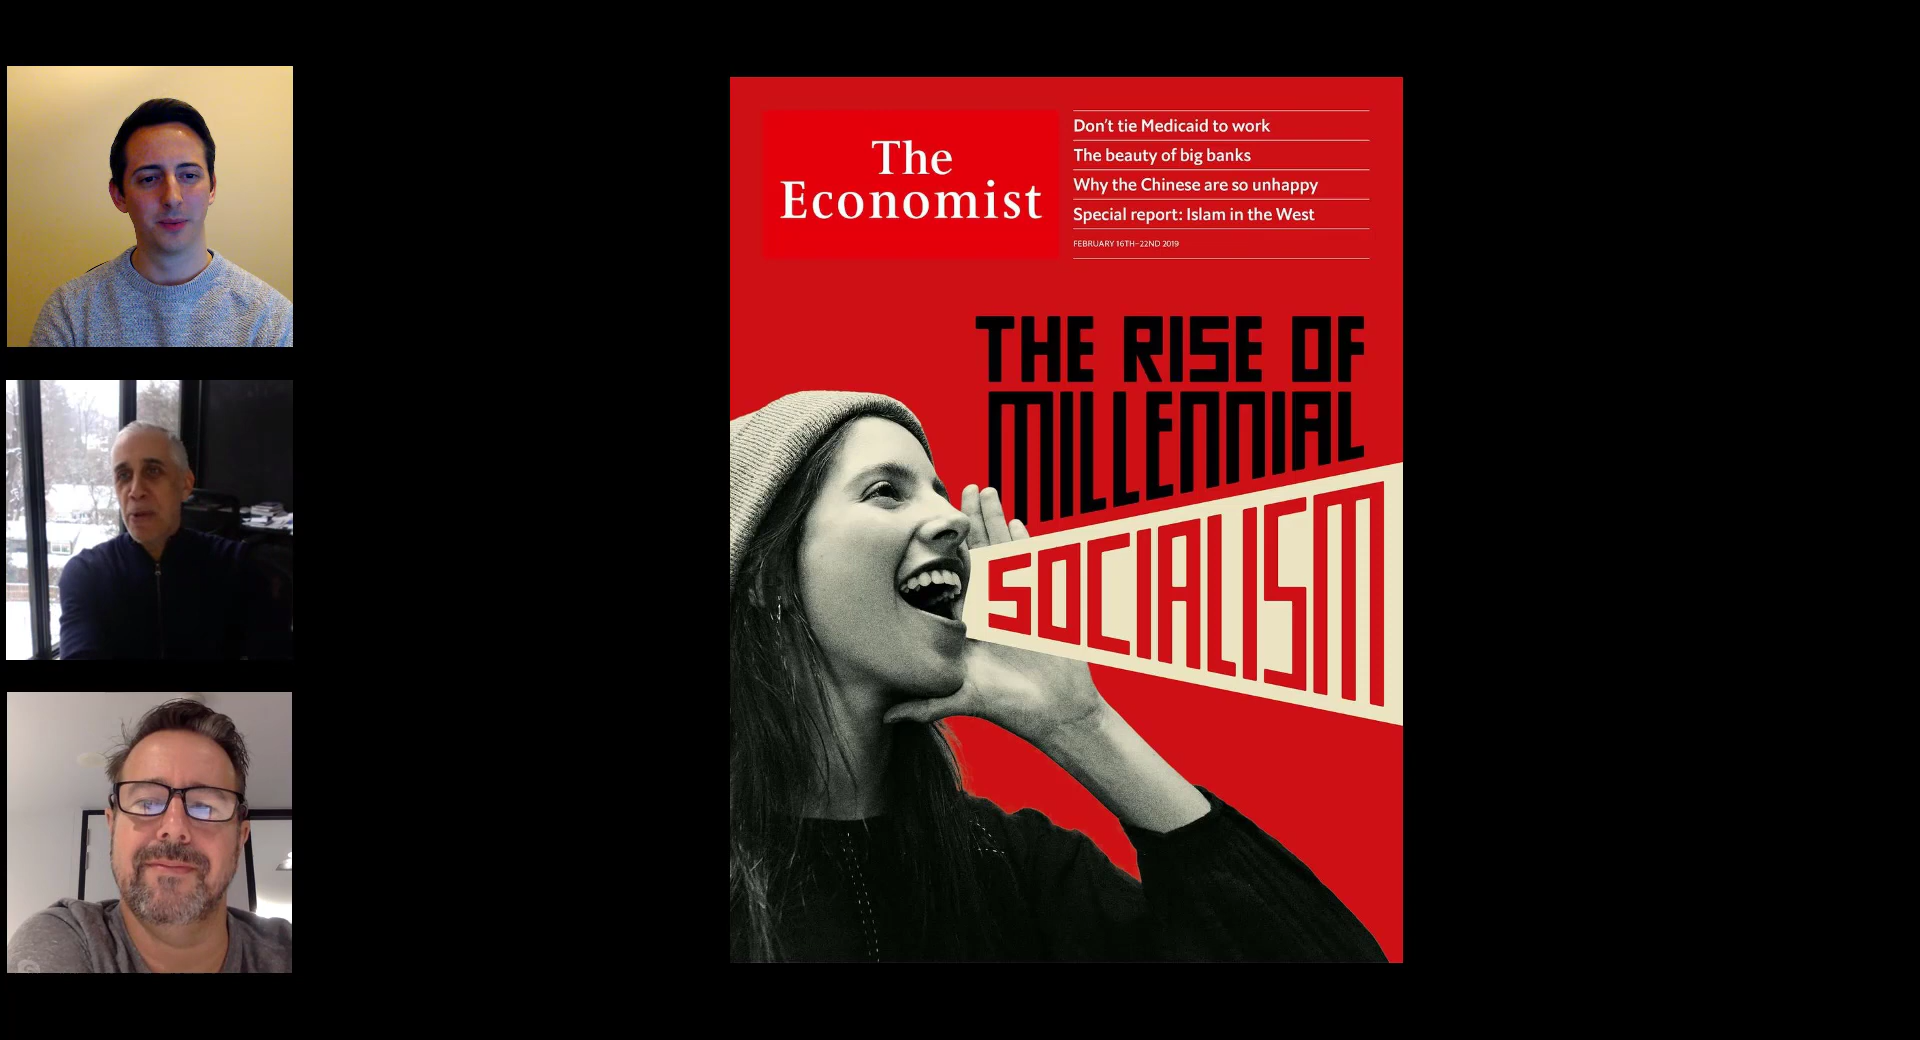 The
Economist
Don't tie Medicaid to work
The beauty of big banks
Why the Chinese are so unhappy
Special report: Islam in the West
FEBRUARY 16TH–22ND 2019
THE RISE OF
MILLENNIAL
SOCIALISM